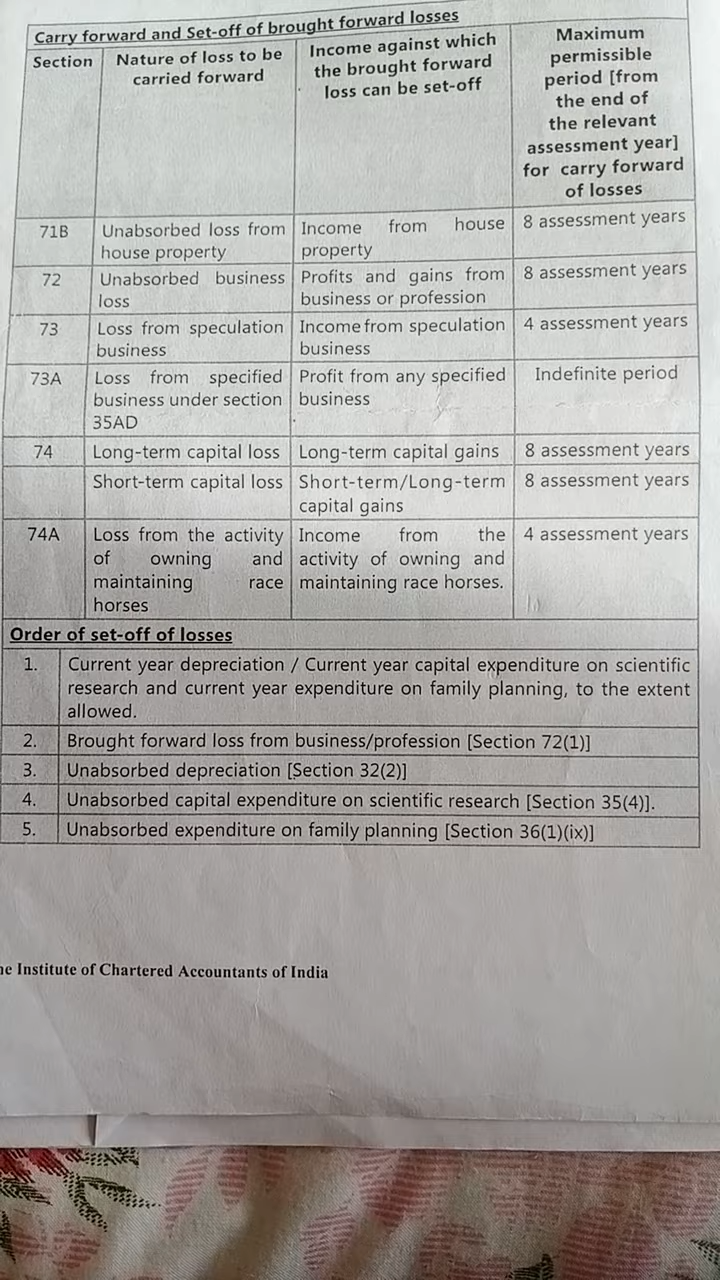 Carry forward and Set-off of brought forward losses
Section
Nature of loss to be
carried forward
Income against which
the brought forward
loss can be set-off
Maximum
permissible
period [from
the end of
the relevant
assessment year]
for carry forward
of losses
71B
Unabsorbed loss from
house property
Income from house
property
8 assessment years
72
Unabsorbed business
loss
Profits and gains from
business or profession
8 assessment years
73
Loss from speculation
business
Income from speculation
business
4 assessment years
73A
Loss from specified
business under section
35AD
Profit from any specified
business
Indefinite period
74
Long-term capital loss
Long-term capital gains
8 assessment years
Short-term capital loss
Short-term/Long-term
capital gains
8 assessment years
74A
Loss from the activity
of owning and
maintaining race
horses
Income from the
activity of owning and
maintaining race horses.
4 assessment years
Order of set-off of losses
1.
Current year depreciation / Current year capital expenditure on scientific
research and current year expenditure on family planning, to the extent
allowed.
2. Brought forward loss from business/profession [Section 72(1)]
3. Unabsorbed depreciation [Section 32(2)]
4. Unabsorbed capital expenditure on scientific research [Section 35(4)].
5. Unabsorbed expenditure on family planning [Section 36(1)(ix)]
Institute of Chartered Accountants of India